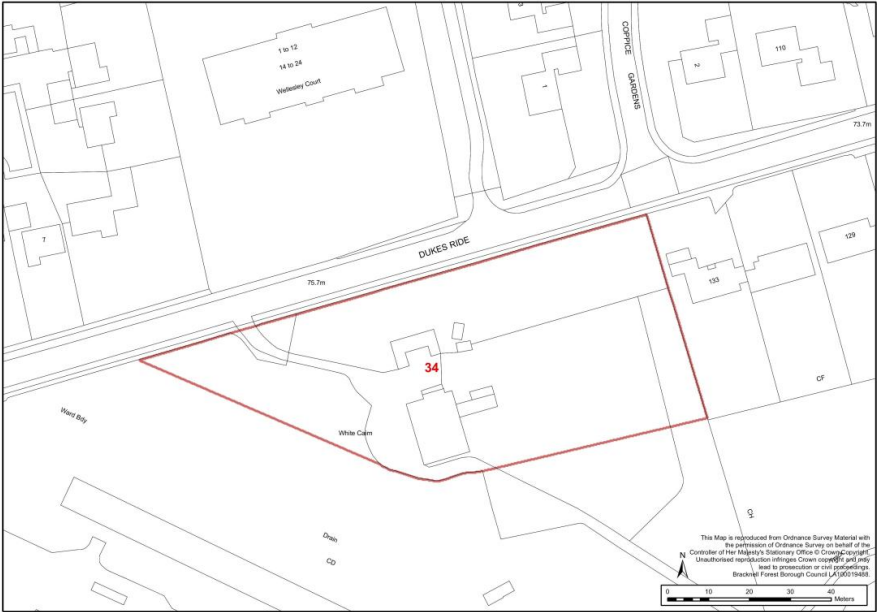 1 to 12
14 to 24
Wellesley Court
3
COPPICE GARDENS
1
2
110
73.7m
7
DUKES RIDE
75.7m
133
129
34
CF
Ward Bdy
White Cairn
Drain
CD
CH
This Map is reproduced from Ordnance Survey Material with
the permission of Ordnance Survey on behalf of the
Controller of Her Majesty's Stationary Office © Crown Copyright.
Unauthorised reproduction infringes Crown copyright and may
lead to prosecution or civil proceedings.
Bracknell Forest Borough Council LA100019488.
N
0 10 20 30 40
Meters